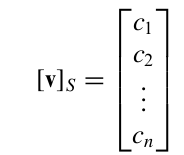 [v]_S = [c_1
c_2
⋮
c_n]